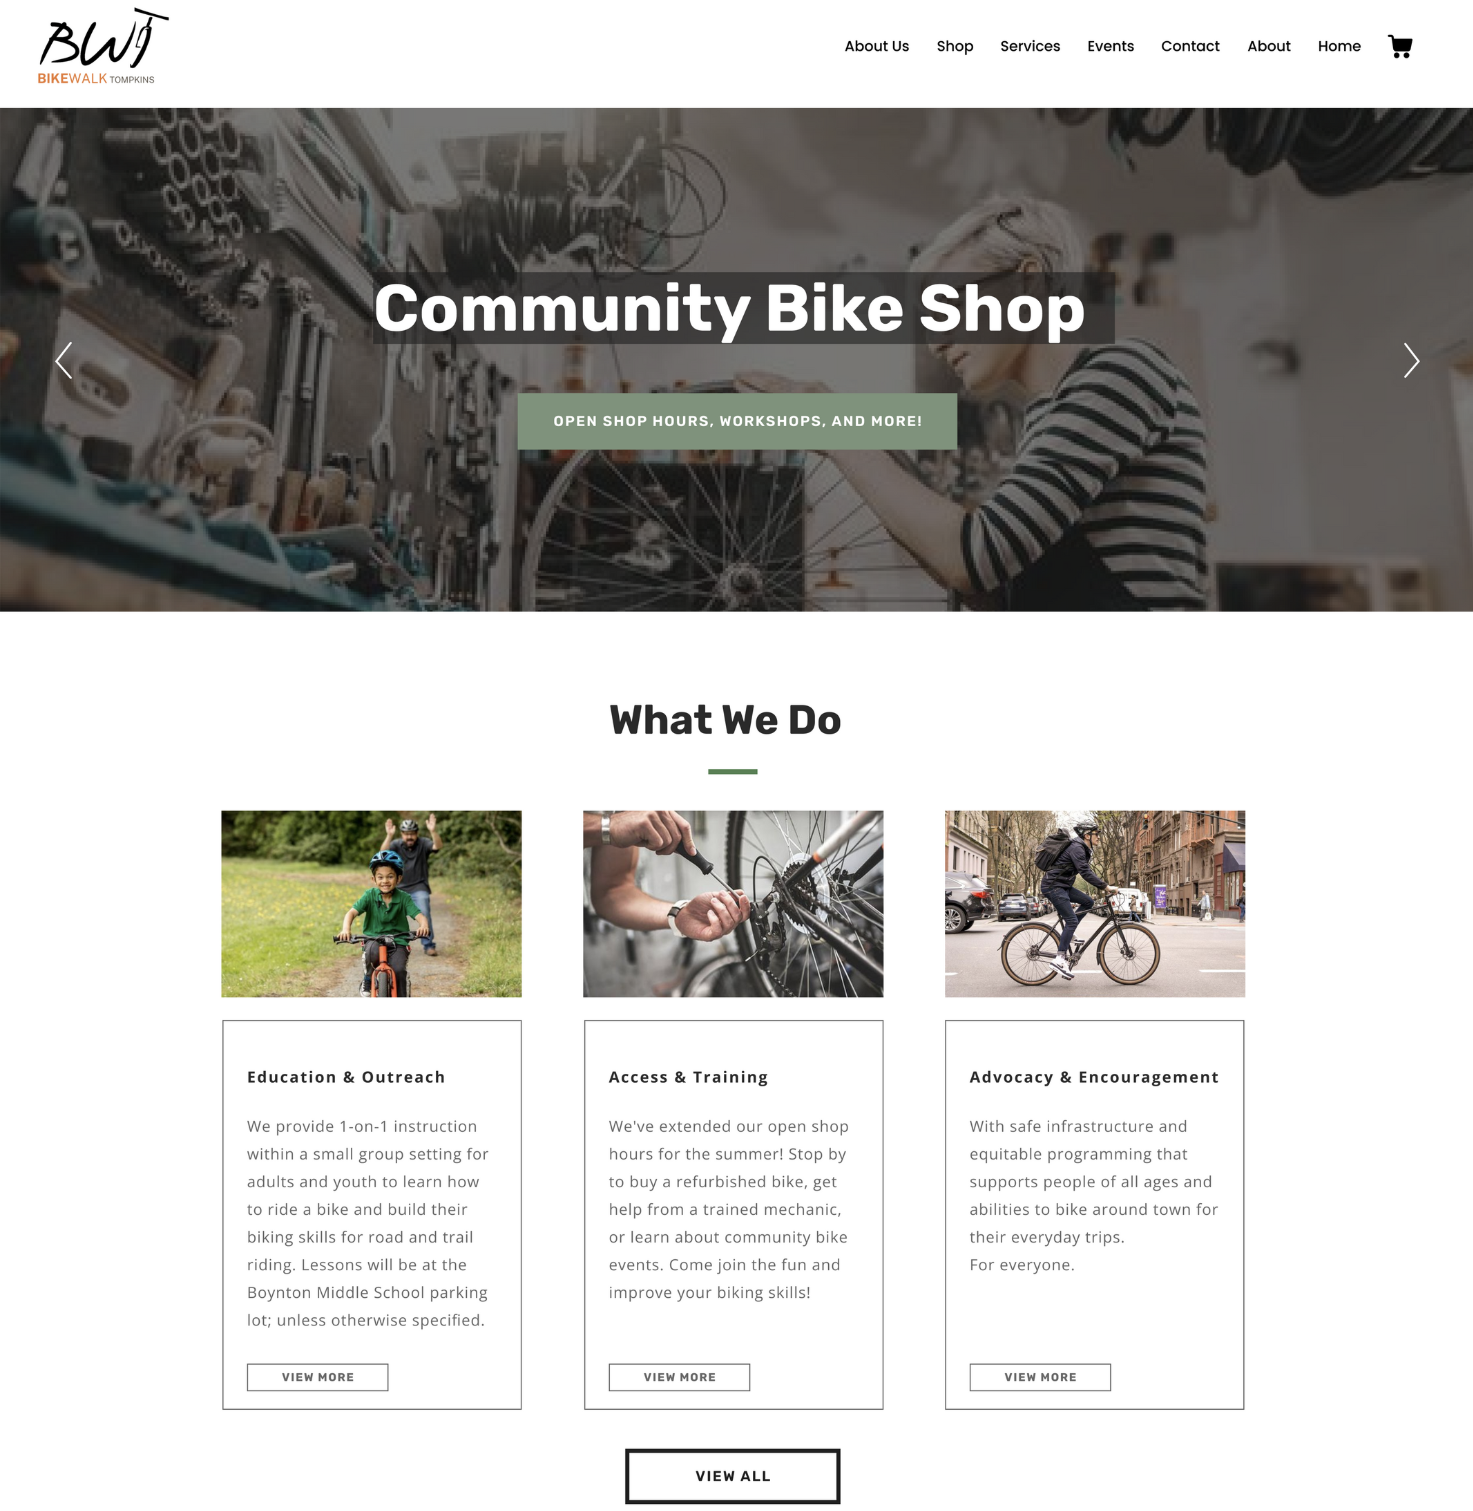 BWT
BIKEWALK TOMPKINS
About Us Shop Services Events Contact About Home
Community Bike Shop
OPEN SHOP HOURS, WORKSHOPS, AND MORE!
What We Do
Education & Outreach
We provide 1-on-1 instruction
within a small group setting for
adults and youth to learn how
to ride a bike and build their
biking skills for road and trail
riding. Lessons will be at the
Boynton Middle School parking
lot; unless otherwise specified.
VIEW MORE
Access & Training
We've extended our open shop
hours for the summer! Stop by
to buy a refurbished bike, get
help from a trained mechanic,
or learn about community bike
events. Come join the fun and
improve your biking skills!
VIEW MORE
Advocacy & Encouragement
With safe infrastructure and
equitable programming that
supports people of all ages and
abilities to bike around town for
their everyday trips.
For everyone.
VIEW MORE
VIEW ALL